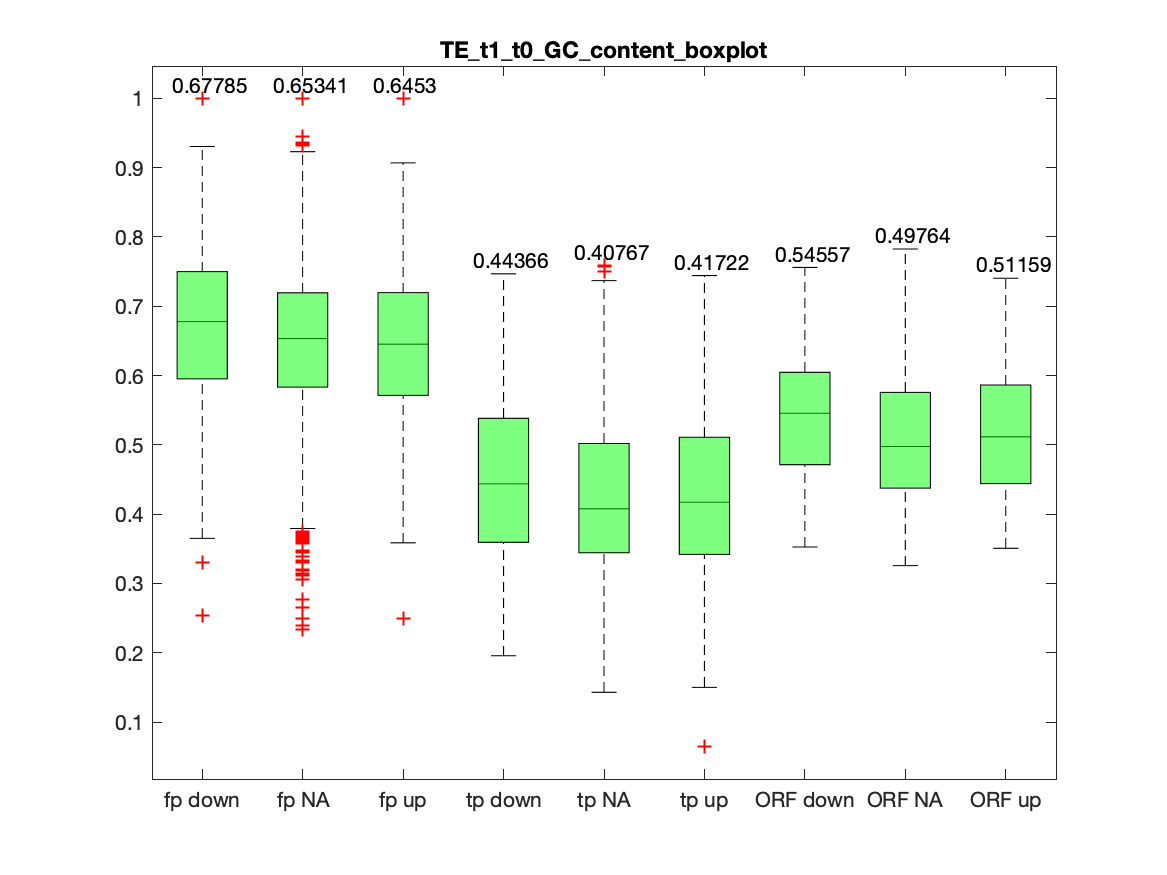 TE_t1_t0_GC_content_boxplot
0.67785 0.65341 0.6453
1
0.9
0.8
0.44366 0.40767 0.41722 0.54557 0.49764 0.51159
0.7
0.6
0.5
0.4
0.3
0.2
0.1
fp down fp NA fp up tp down tp NA tp up ORF down ORF NA ORF up